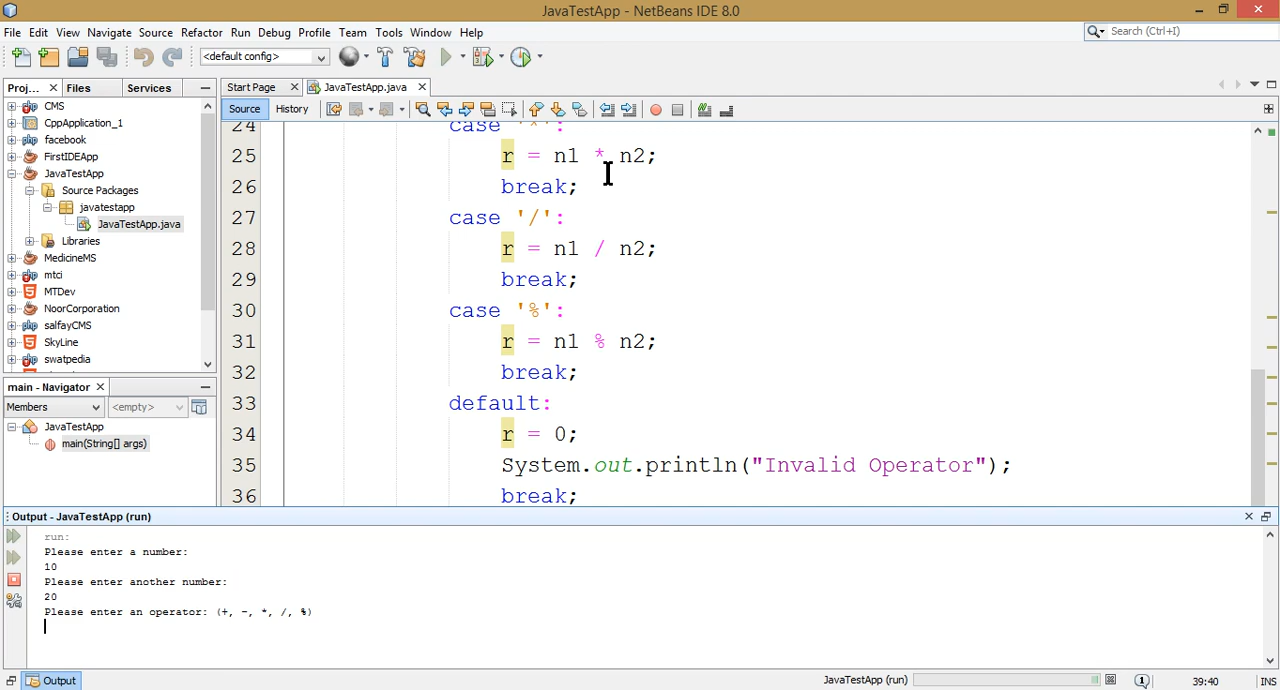 JavaTestApp - NetBeans IDE 8.0
File Edit View Navigate Source Refactor Run Debug Profile Team Tools Window Help
Search (Ctrl+I)
<default config>
Proj... Files Services
Start Page JavaTestApp.java
Source History
CMS
CppApplication_1
facebook
FirstIDEApp
JavaTestApp
Source Packages
javatestapp
JavaTestApp.java
Libraries
MedicineMS
mtci
MTDev
NoorCorporation
salfayCMS
SkyLine
swatpedia
main - Navigator
Members <empty>
JavaTestApp
main(String[] args)
24 case '*':
25 r = n1 * n2;
26 break;
27 case '/':
28 r = n1 / n2;
29 break;
30 case '%':
31 r = n1 % n2;
32 break;
33 default:
34 r = 0;
35 System.out.println("Invalid Operator");
36 break;
Output - JavaTestApp (run)
run:
Please enter a number:
10
Please enter another number:
20
Please enter an operator: (+, -, *, /, %)
Output
JavaTestApp (run)
1
39:40 INS